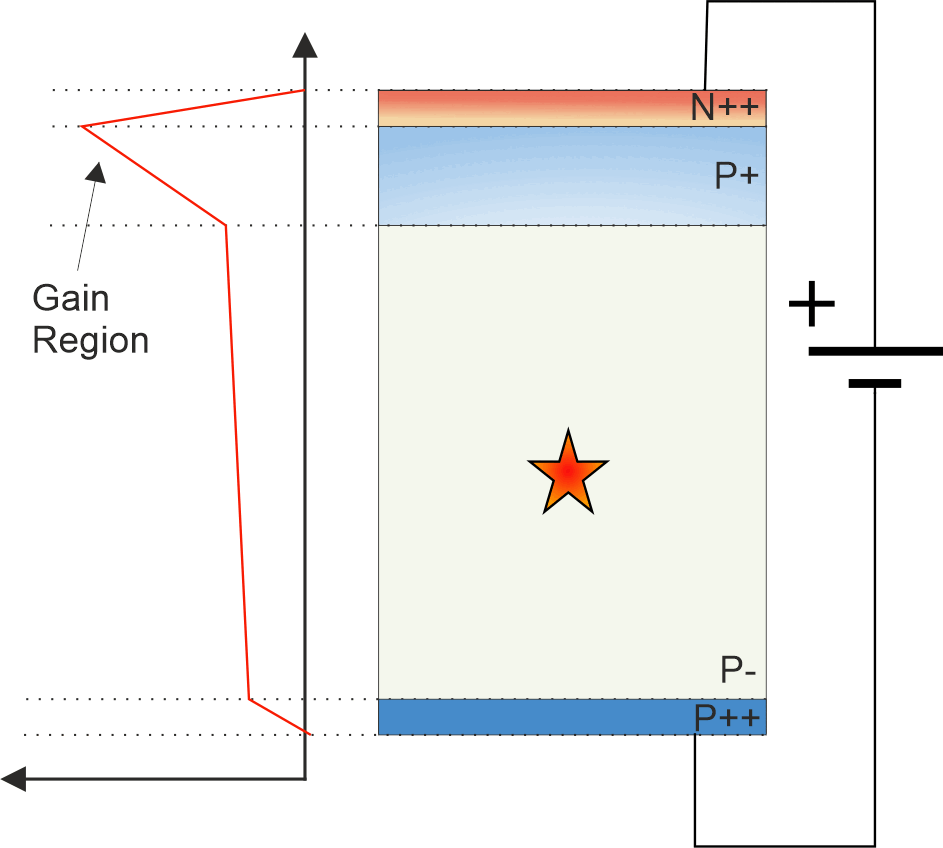 N++
P+
Gain
Region
+
P-
P++